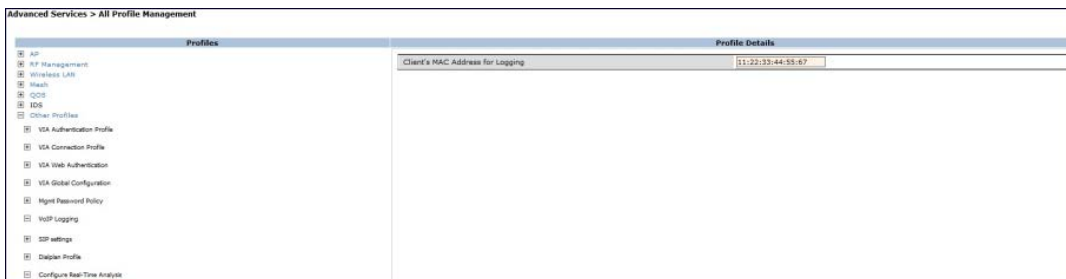 Advanced Services > All Profile Management
Profiles
AP
RF Management
Wireless LAN
Mesh
QOS
IDS
Other Profiles
VIA Authentication Profile
VIA Connection Profile
VIA Web Authentication
VIA Global Configuration
Mgmt Password Policy
VoIP Logging
SIP settings
Dialplan Profile
Configure Real-Time Analysis
Profile Details
Client's MAC Address for Logging 11:22:33:44:55:67